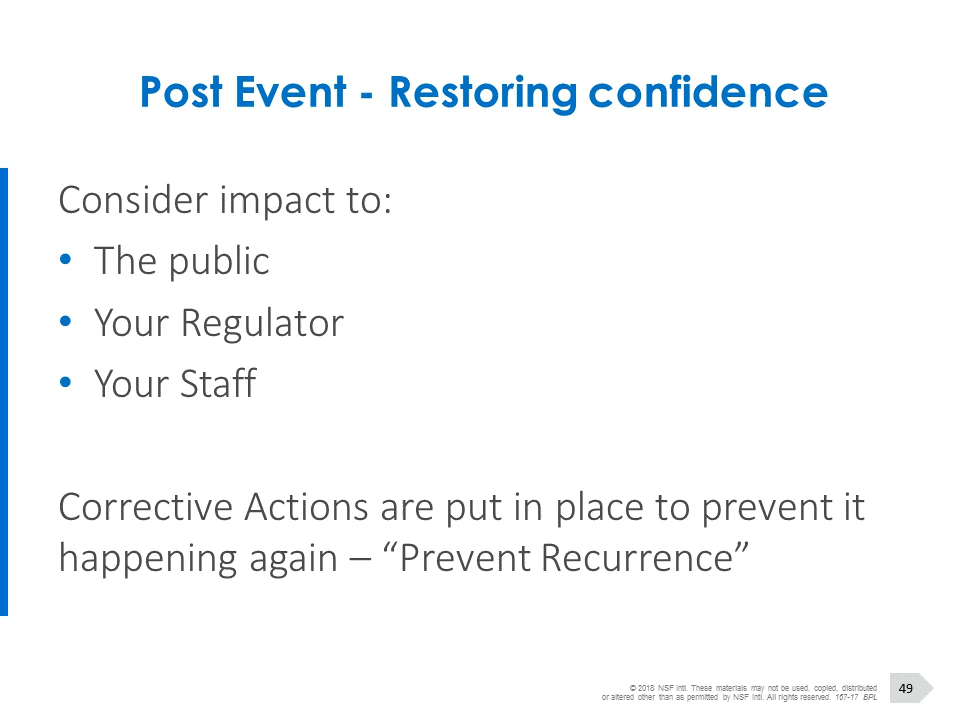 Post Event - Restoring confidence
Consider impact to:
• The public
• Your Regulator
• Your Staff
Corrective Actions are put in place to prevent it
happening again – “Prevent Recurrence”
© 2018 NSF Intl. These materials may not be used, copied, distributed
or altered other than as permitted by NSF Intl. All rights reserved. 167-17 BPL
49